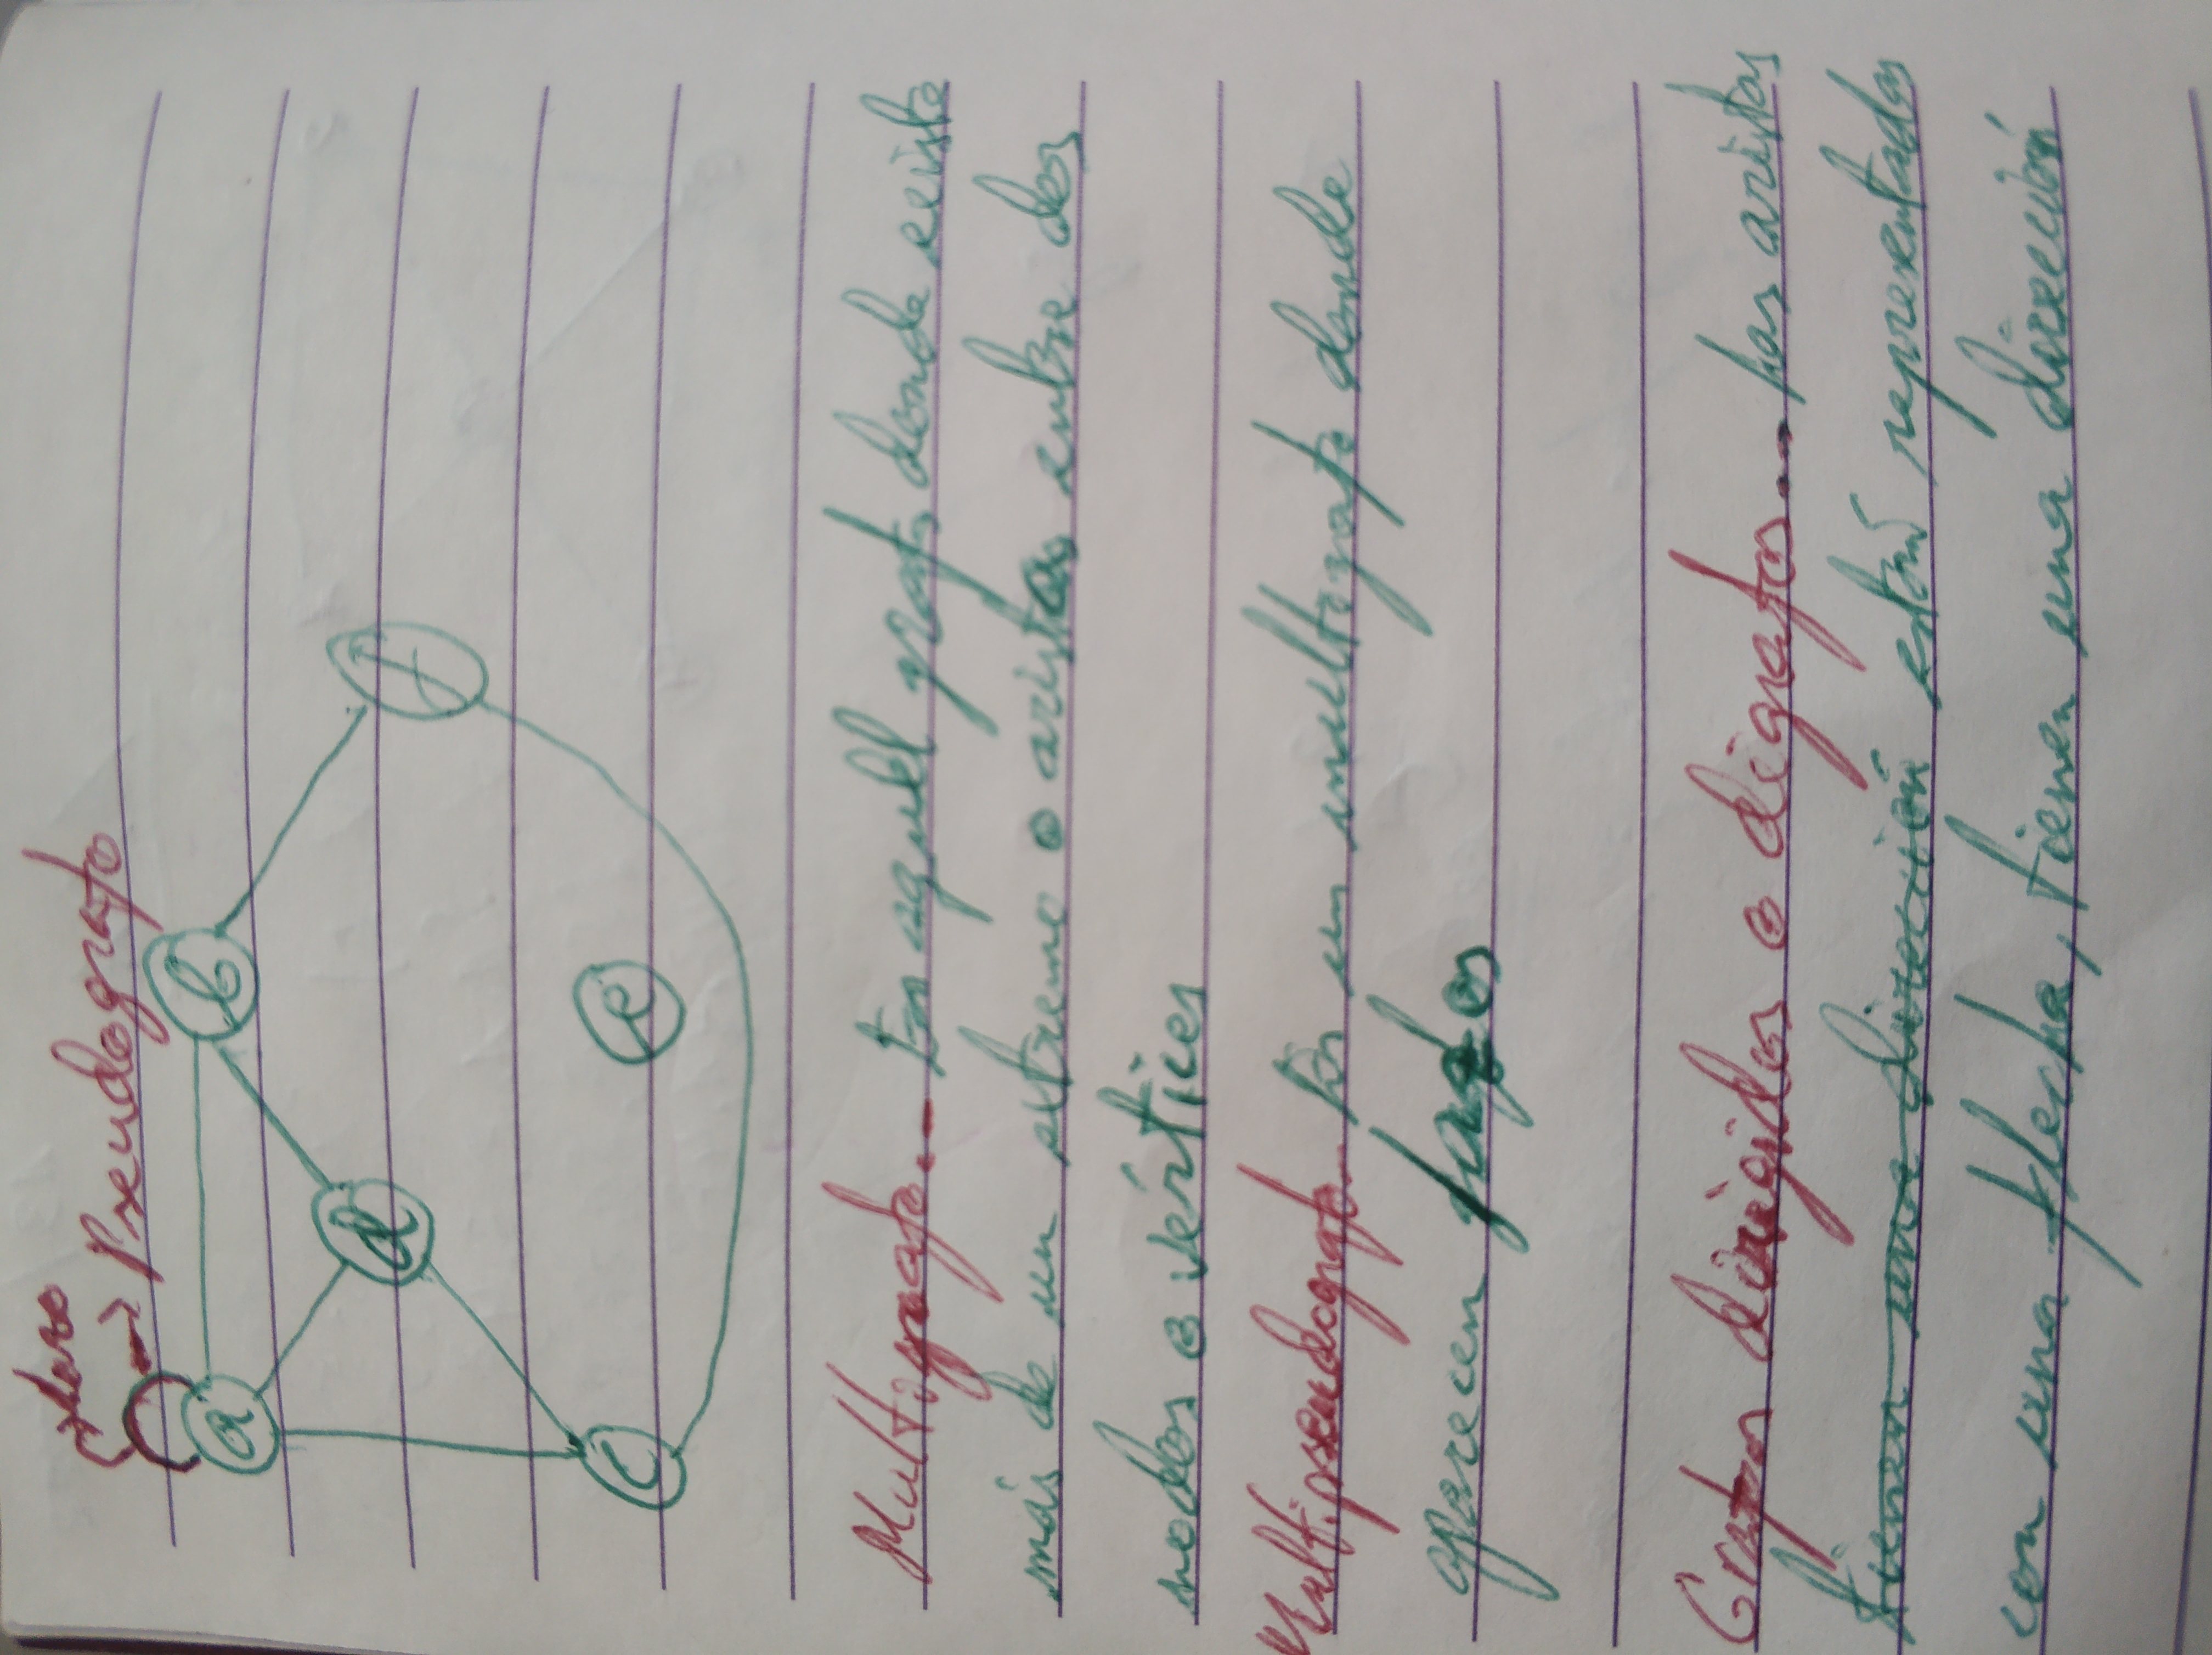 Lazo
→ Pseudografo
a
b
d
f
c
e
Multigrafo.- Es aquél grafo donde existe
más de un extremo o aristas entre dos
nodos o vértices
Multipseudografo.- Es un multigrafo donde
aparecen lazos
Grafos dirigidos o digrafos.- Las aristas
tienen una dirección están representadas
con una flecha, tienen una dirección